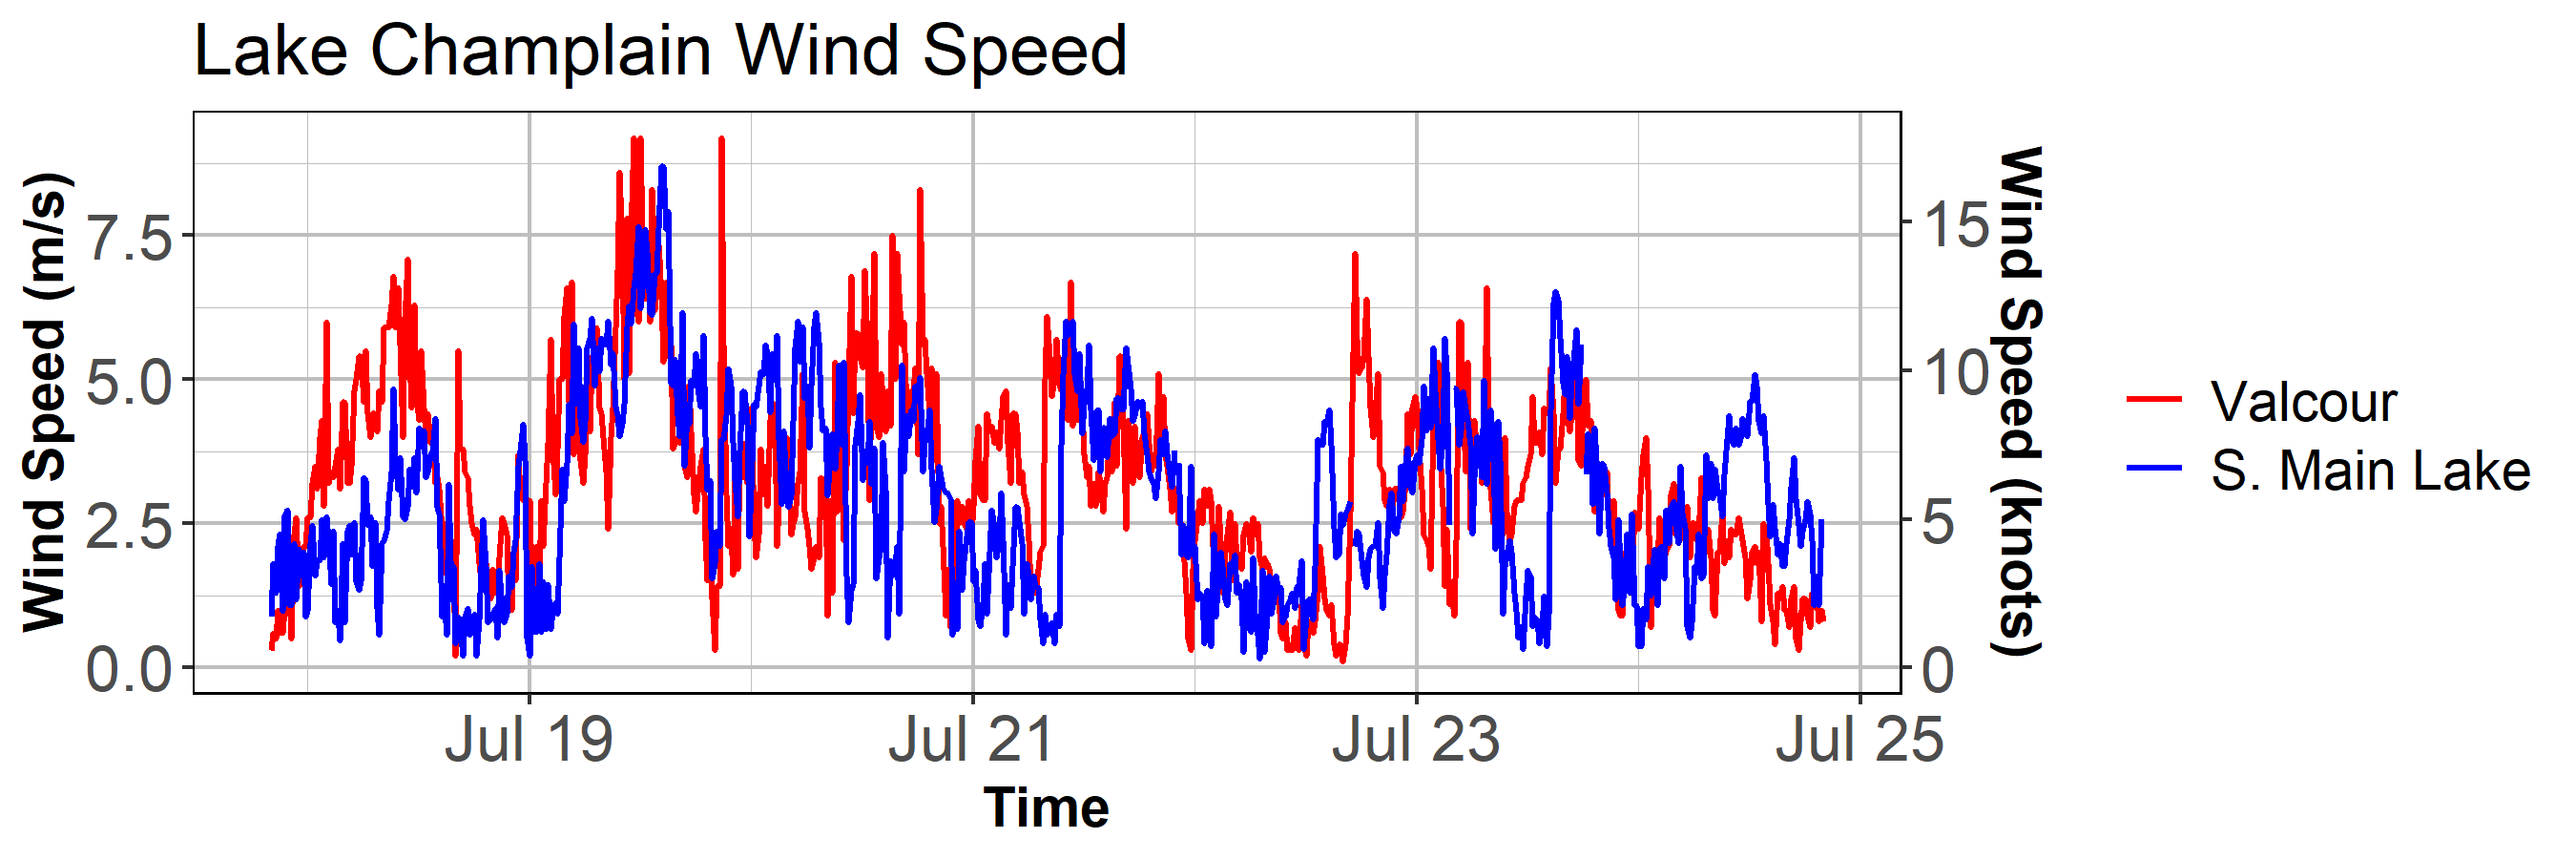 Lake Champlain Wind Speed
Wind Speed (m/s)
7.5
5.0
2.5
0.0
15
10
5
0
Wind Speed (knots)
Jul 19
Jul 21
Jul 23
Jul 25
Time
Valcour
S. Main Lake